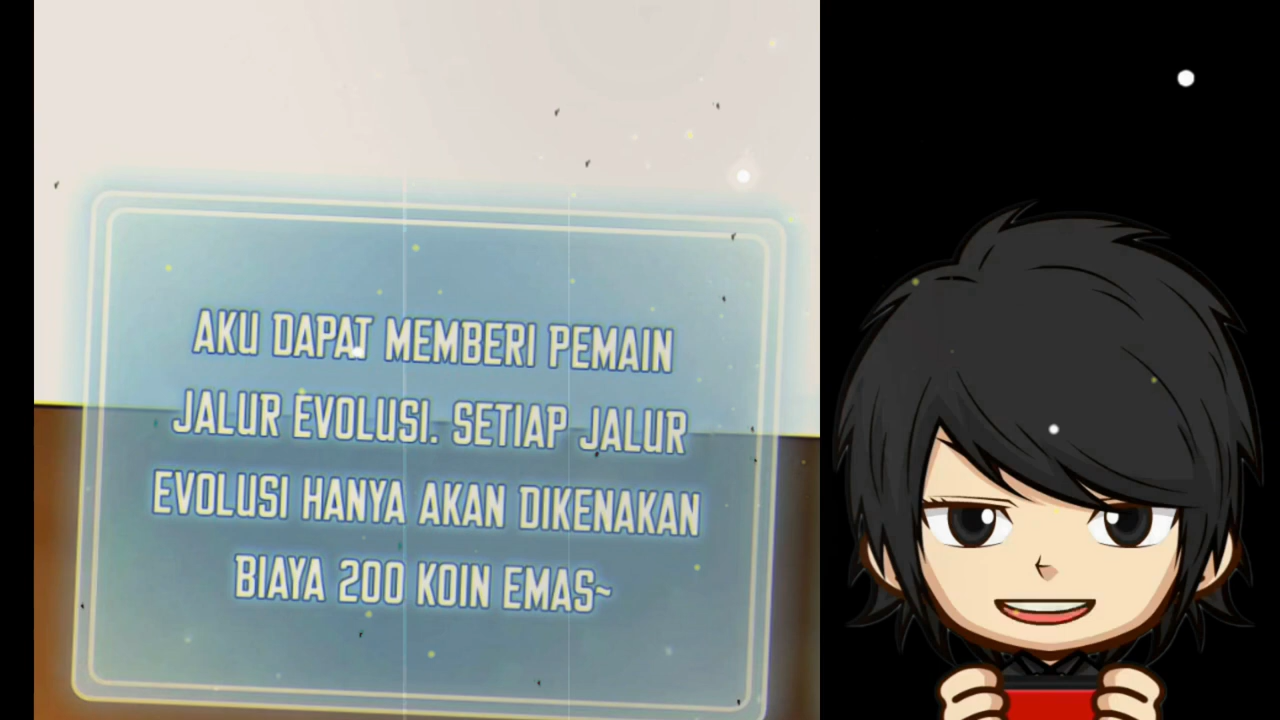 AKU DAPAT MEMBERI PEMAIN
JALUR EVOLUSI. SETIAP JALUR
EVOLUSI HANYA AKAN DIKENAKAN
BIAYA 200 KOIN EMAS~